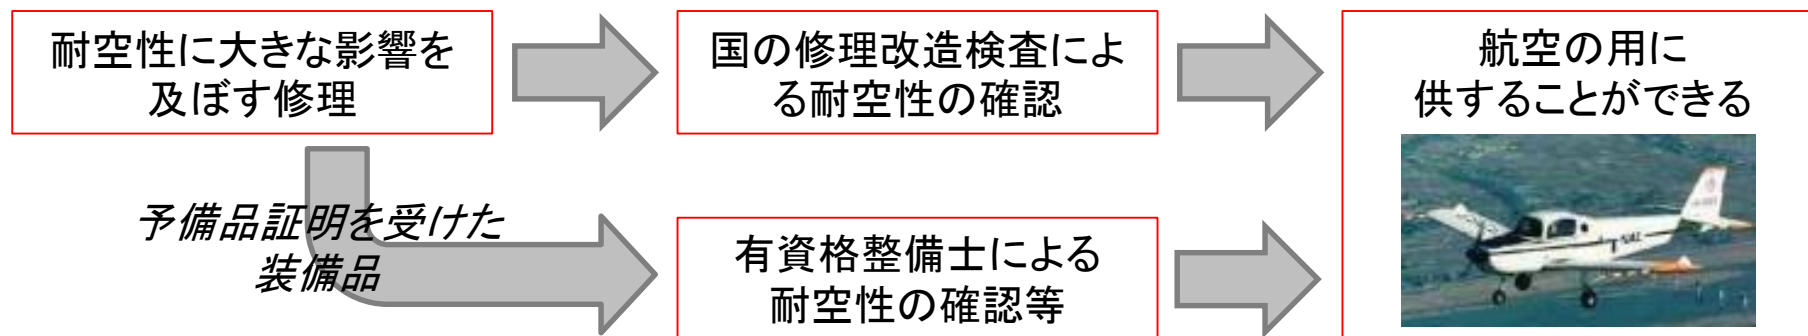 耐空性に大きな影響を
及ぼす修理
国の修理改造検査によ
る耐空性の確認
航空の用に
供することができる
予備品証明を受けた
装備品
有資格整備士による
耐空性の確認等